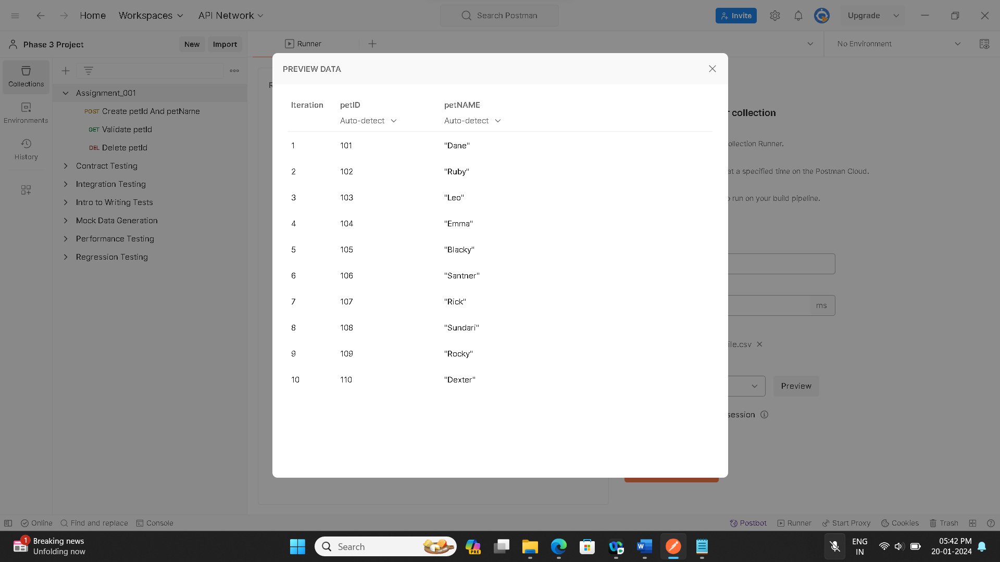 Home Workspaces API Network Search Postman Invite Upgrade
Phase 3 Project New Import Runner No Environment
Collections
Environments
History
Assignment_001
POST Create petId And petName
GET Validate petId
DEL Delete petId
Contract Testing
Integration Testing
Intro to Writing Tests
Mock Data Generation
Performance Testing
Regression Testing
PREVIEW DATA
Iteration petID petNAME
Auto-detect Auto-detect
1 101 "Dane"
2 102 "Ruby"
3 103 "Leo"
4 104 "Emma"
5 105 "Blacky"
6 106 "Santner"
7 107 "Rick"
8 108 "Sundari"
9 109 "Rocky"
10 110 "Dexter"
collection
ollection Runner.
at a specified time on the Postman Cloud.
run on your build pipeline.
ms
ile.csv
Preview
session
Online Find and replace Console Postbot Runner Start Proxy Cookies Trash
1 Breaking news
Unfolding now
Search
PRE
ENG
IN
05:42 PM
20-01-2024